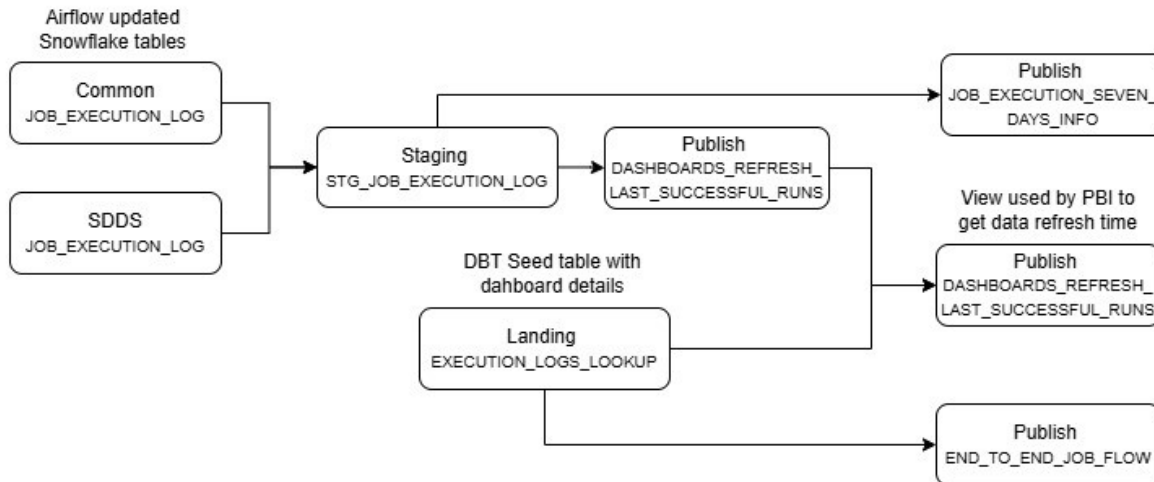 Airflow updated
Snowflake tables
Common
JOB_EXECUTION_LOG
SDDS
JOB_EXECUTION_LOG
Staging
STG_JOB_EXECUTION_LOG
Publish
DASHBOARDS_REFRESH_
LAST_SUCCESSFUL_RUNS
DBT Seed table with
dahboard details
Landing
EXECUTION_LOGS_LOOKUP
Publish
JOB_EXECUTION_SEVEN_
DAYS_INFO
View used by PBI to
get data refresh time
Publish
DASHBOARDS_REFRESH_
LAST_SUCCESSFUL_RUNS
Publish
END_TO_END_JOB_FLOW